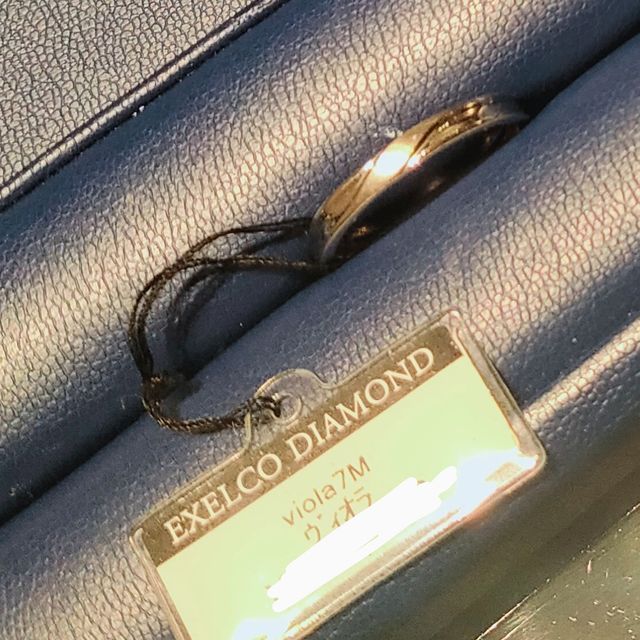 EXELCO DIAMOND
viola7M
ヴィオラ